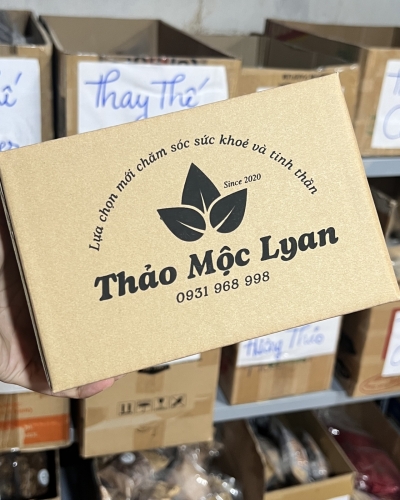 Thay Thế
Lựa chọn mới chăm sóc sức khoẻ và tinh thần
Since 2020
Thảo Mộc Lyan
0931 968 998